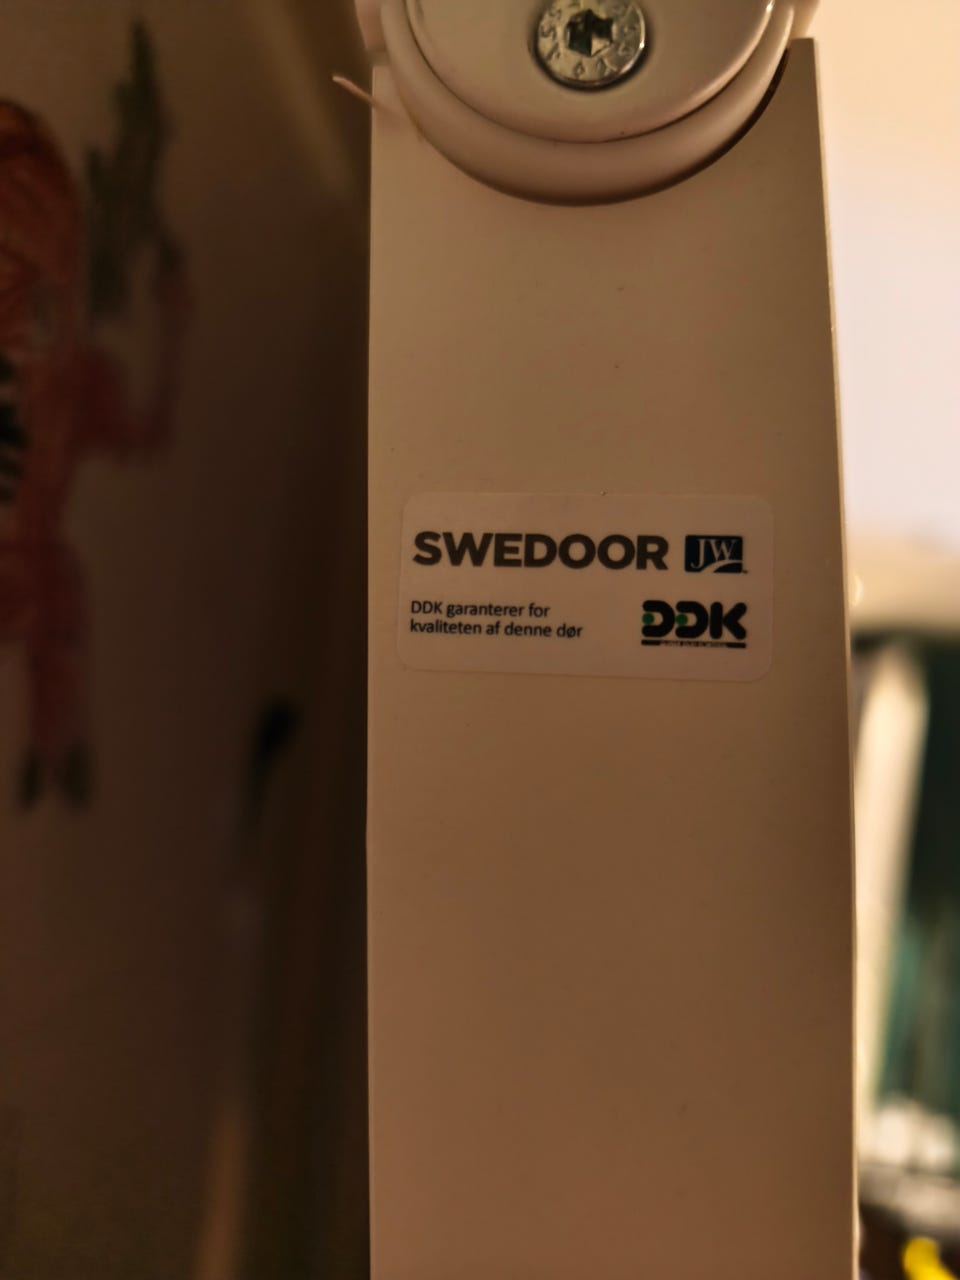 SWEDOOR JW
DDK garanterer for
kvaliteten af denne dør
DDK